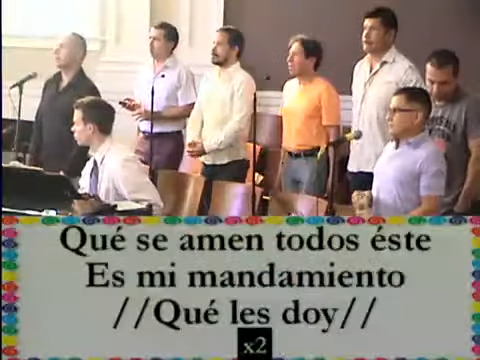 Qué se amen todos éste
Es mi mandamiento
//Qué les doy//
x2